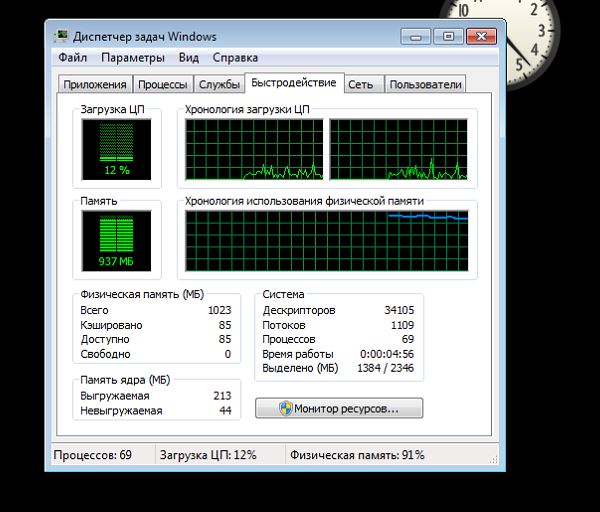 10
2
3
4
5
Диспетчер задач Windows
Файл Параметры Вид Справка
Приложения Процессы Службы Быстродействие Сеть Пользователи
Загрузка ЦП
12 %
Хронология загрузки ЦП
Память
937 МБ
Хронология использования физической памяти
Физическая память (МБ)
Всего 1023
Кэшировано 85
Доступно 85
Свободно 0
Система
Дескрипторов 34105
Потоков 1109
Процессов 69
Время работы 0:00:04:56
Выделено (МБ) 1384 / 2346
Память ядра (МБ)
Выгружаемая 213
Невыгружаемая 44
Монитор ресурсов...
Процессов: 69 Загрузка ЦП: 12% Физическая память: 91%